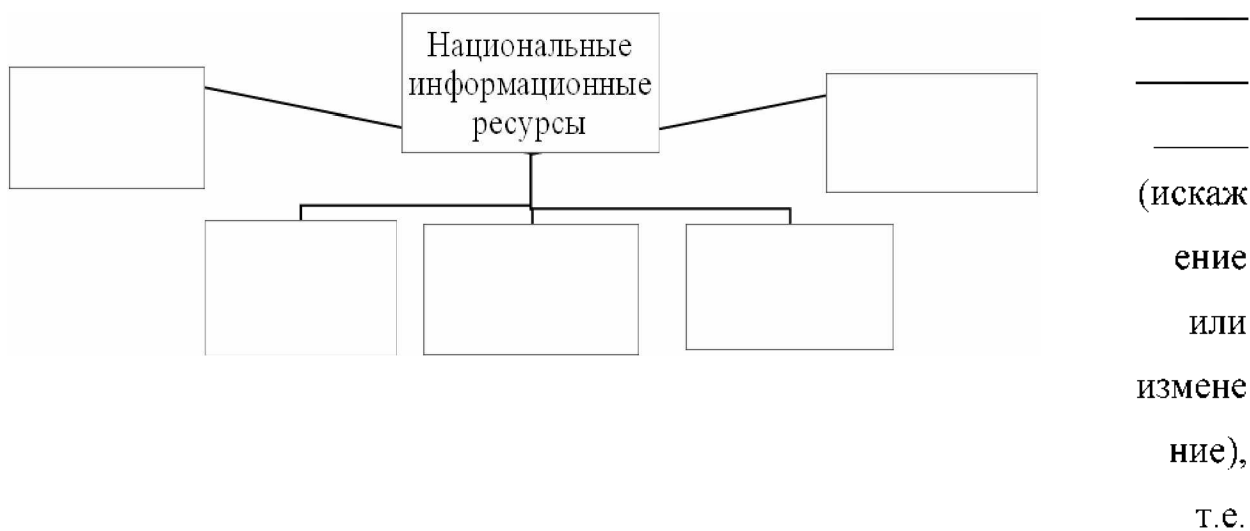 Национальные
информационные
ресурсы
(искаж
ение
или
измене
ние),
т.е.